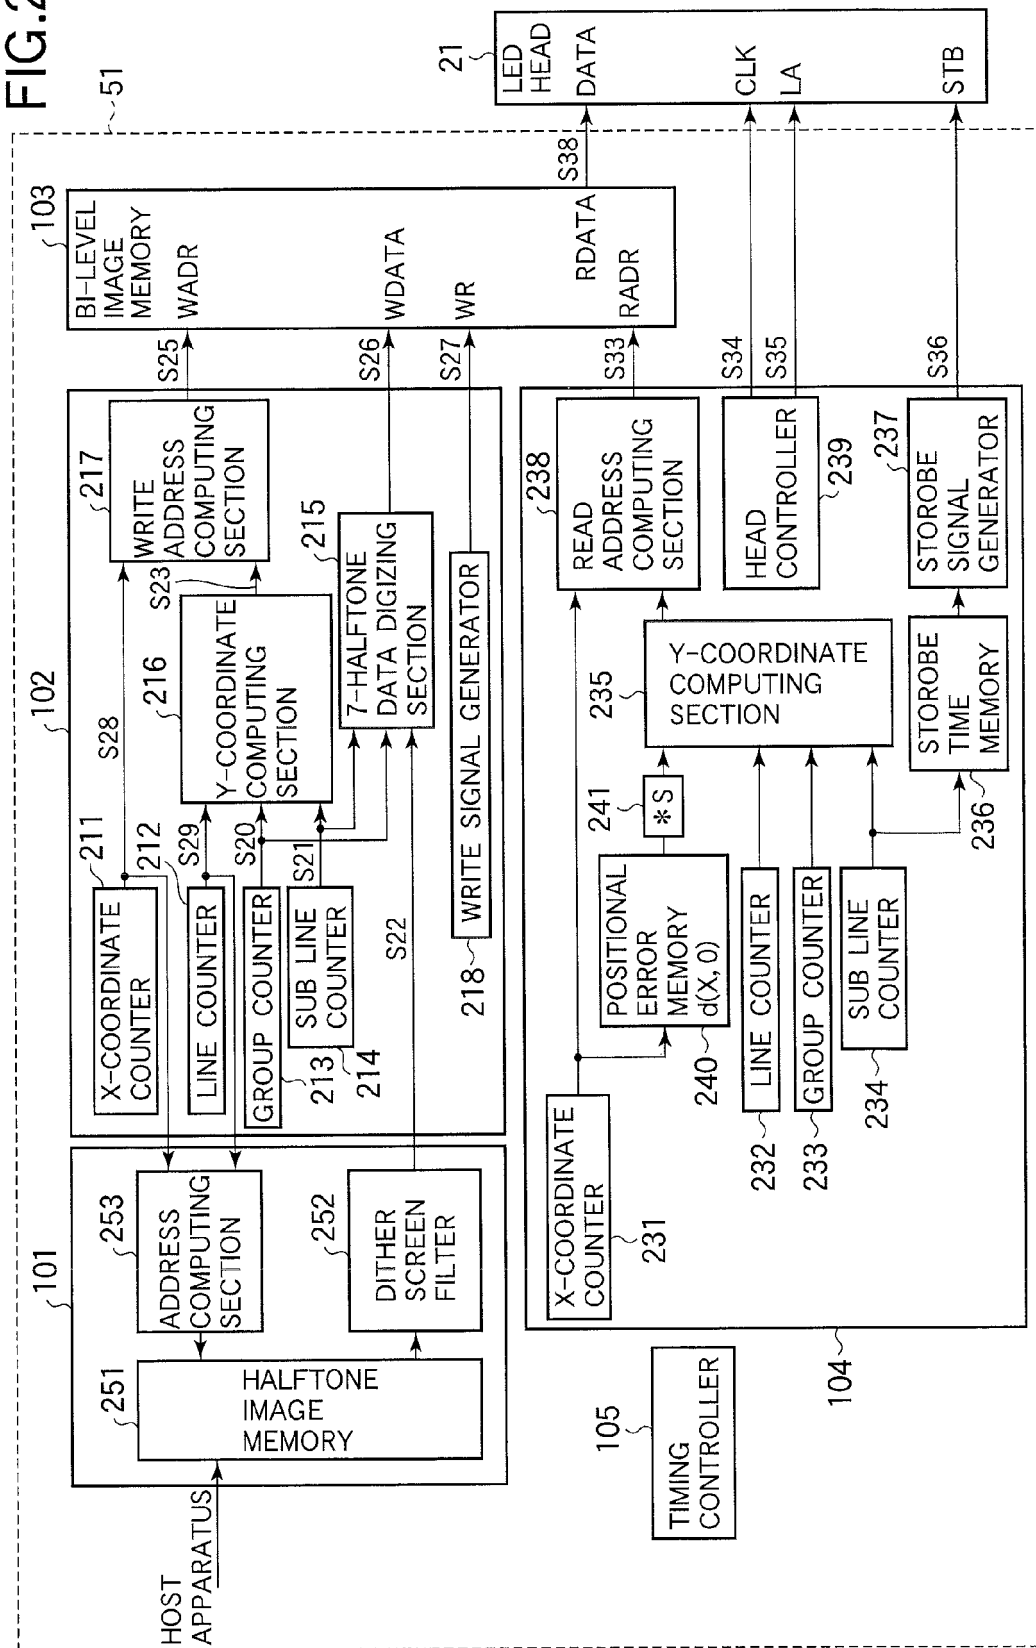 FIG.2
51
101
HOST
APPARATUS
251
HALFTONE
IMAGE
MEMORY
253
ADDRESS
COMPUTING
SECTION
252
DITHER
SCREEN
FILTER
102
211
X-COORDINATE
COUNTER
S28
212
LINE COUNTER
S29
GROUP COUNTER
213
S20
SUB LINE
COUNTER
214
S21
S22
216
Y-COORDINATE
COMPUTING
SECTION
S23
217
WRITE
ADDRESS
COMPUTING
SECTION
215
7-HALFTONE
DATA DIGIZING
SECTION
218
WRITE SIGNAL GENERATOR
S25
S26
S27
103
BI-LEVEL
IMAGE
MEMORY
WADR
WDATA
WR
RDATA
RADR
S38
S33
21
LED
HEAD
DATA
CLK
LA
STB
S34
S35
S36
105
TIMING
CONTROLLER
104
X-COORDINATE
COUNTER
231
POSITIONAL
ERROR
MEMORY
d(X, 0)
240
241
*S
232
LINE COUNTER
233
GROUP COUNTER
234
SUB LINE
COUNTER
235
Y-COORDINATE
COMPUTING
SECTION
238
READ
ADDRESS
COMPUTING
SECTION
HEAD
CONTROLLER
239
236
STOROBE
TIME
MEMORY
237
STOROBE
SIGNAL
GENERATOR